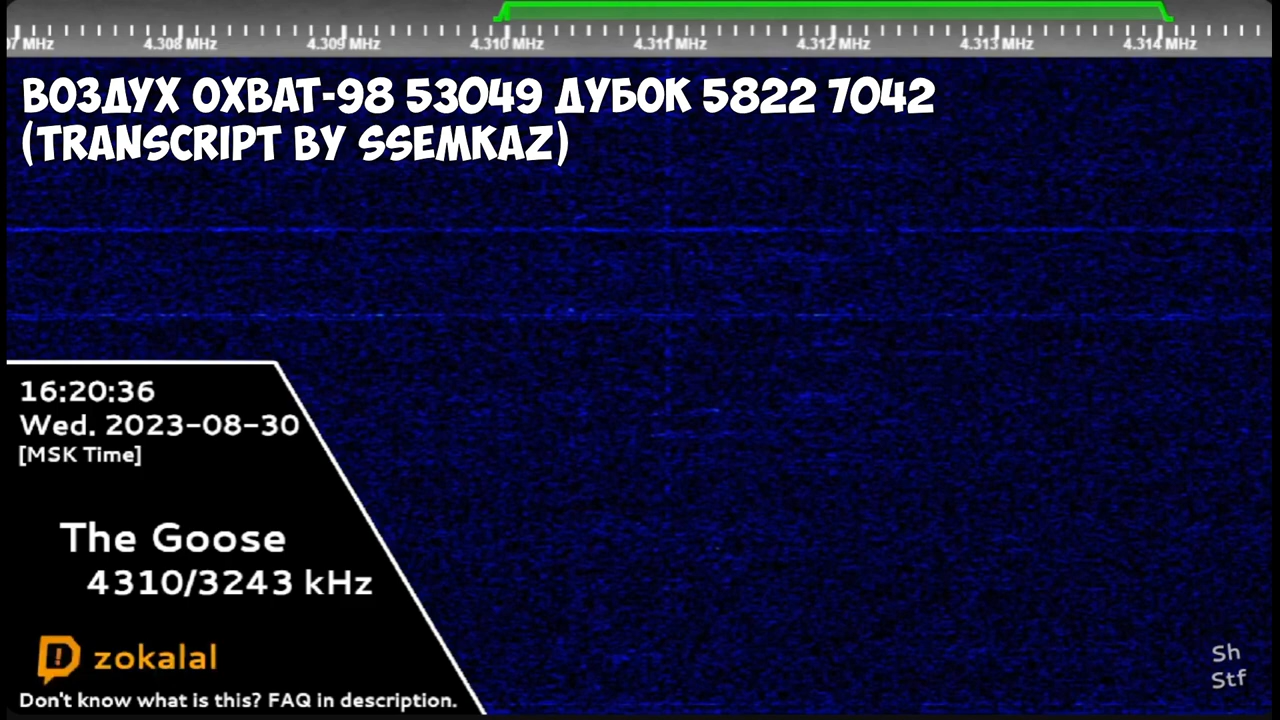 07 MHz 4.308 MHz 4.309 MHz 4.310 MHz 4.311 MHz 4.312 MHz 4.313 MHz 4.314 MHz
ВОЗДУХ ОХВАТ-98 53049 ДУБОК 5822 7042
(TRANSCRIPT BY SSEMKAZ)
16:20:36
Wed. 2023-08-30
[MSK Time]
The Goose
4310/3243 kHz
zokalal
Don't know what is this? FAQ in description.
Sh
Stf